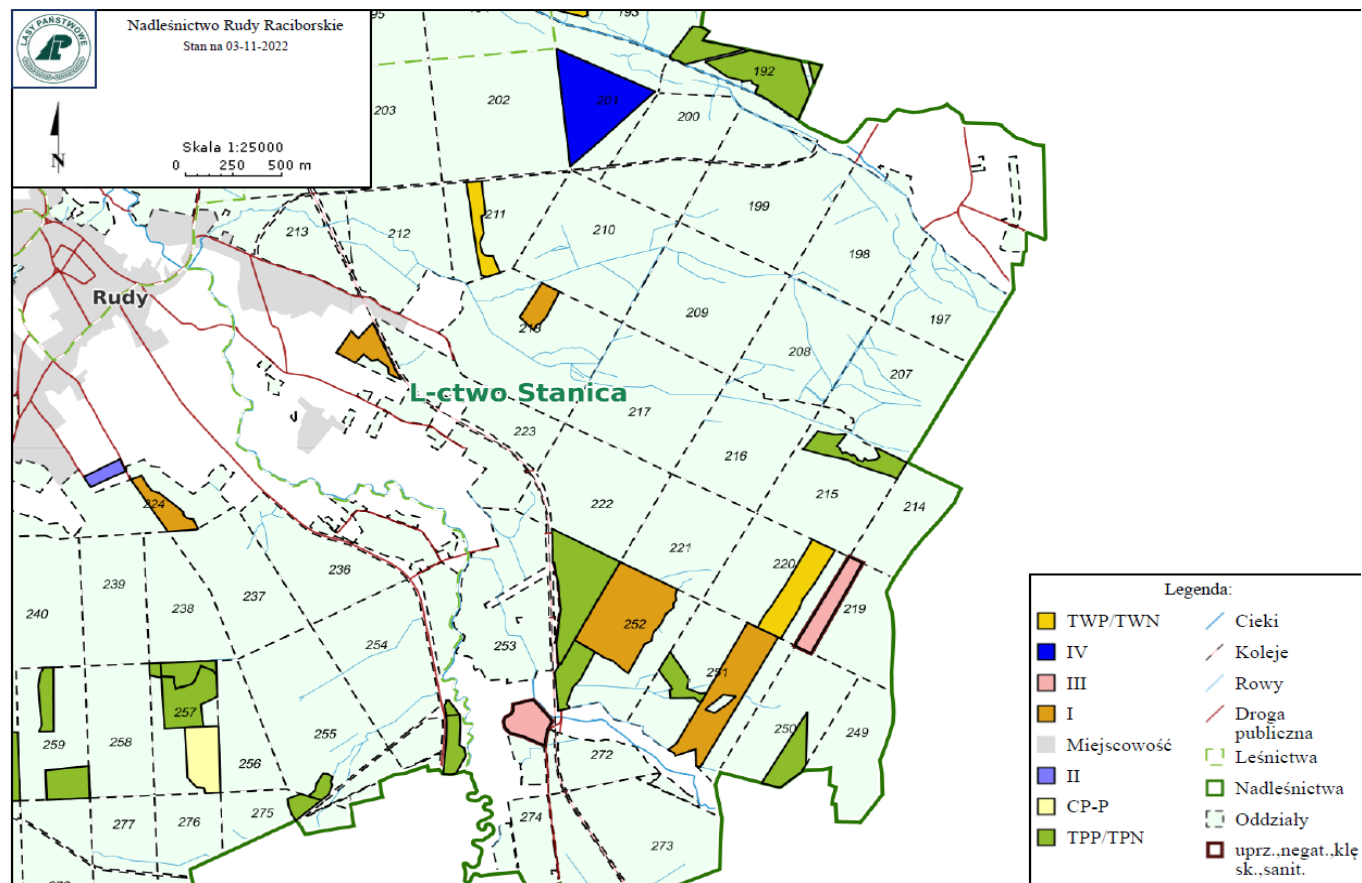 LASY PAŃSTWOWE
Nadleśnictwo Rudy Raciborskie
Stan na 03-11-2022
N
Skala 1:25000
0 250 500 m
193
192
203
202
201
200
213
212
211
210
199
198
Rudy
218
209
197
208
207
L-ctwo Stanica
217
223
216
224
222
215
214
221
220
219
240
239
238
237
236
252
254
253
251
257
259
258
256
255
250
249
272
277
276
275
274
273
Legenda:
TWP/TWN
IV
III
I
Miejscowość
II
CP-P
TPP/TPN
Cieki
Koleje
Rowy
Droga
publiczna
Leśnictwa
Nadleśnictwa
Oddziały
uprz.,negat.,klę
sk.,sanit.